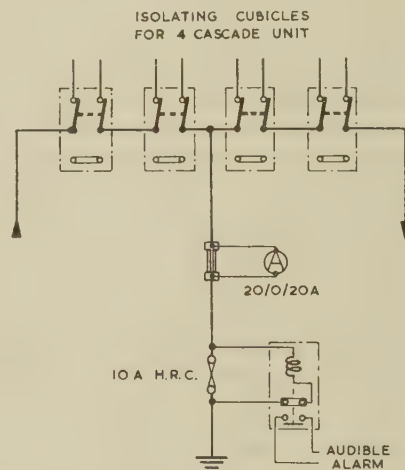 ISOLATING CUBICLES
FOR 4 CASCADE UNIT
A
20/0/20A
10 A H.R.C.
AUDIBLE
ALARM